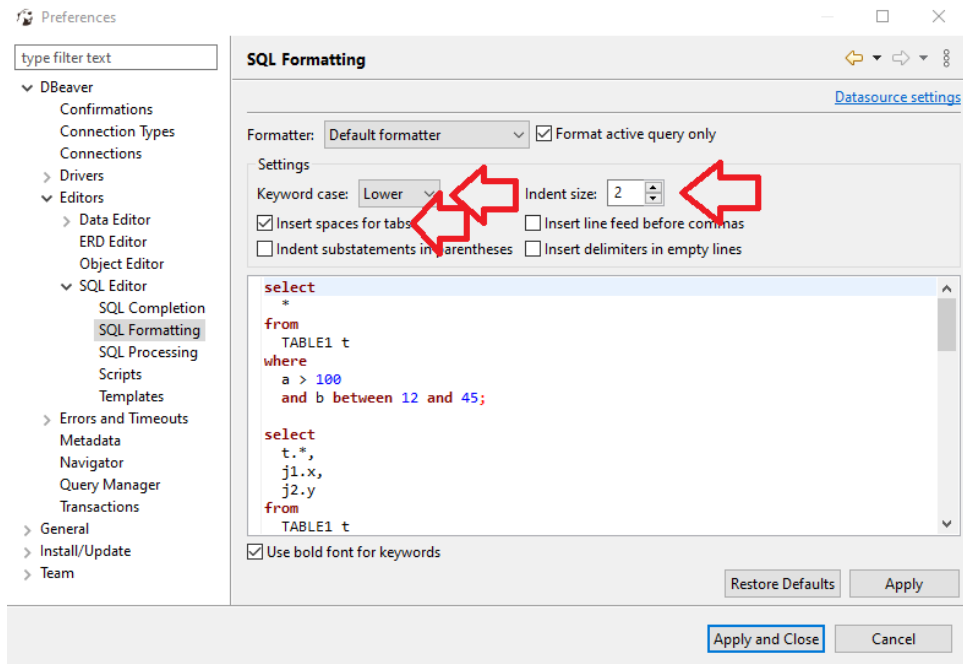 Preferences
type filter text
DBeaver
Confirmations
Connection Types
Connections
Drivers
Editors
Data Editor
ERD Editor
Object Editor
SQL Editor
SQL Completion
SQL Formatting
SQL Processing
Scripts
Templates
Errors and Timeouts
Metadata
Navigator
Query Manager
Transactions
General
Install/Update
Team
SQL Formatting
Datasource settings
Formatter: Default formatter Format active query only
Settings
Keyword case: Lower Indent size: 2
Insert spaces for tabs Insert line feed before commas
Indent substatements in parentheses Insert delimiters in empty lines
select
*
from
TABLE1 t
where
a > 100
and b between 12 and 45;
select
t.*,
j1.x,
j2.y
from
TABLE1 t
Use bold font for keywords
Restore Defaults Apply
Apply and Close Cancel